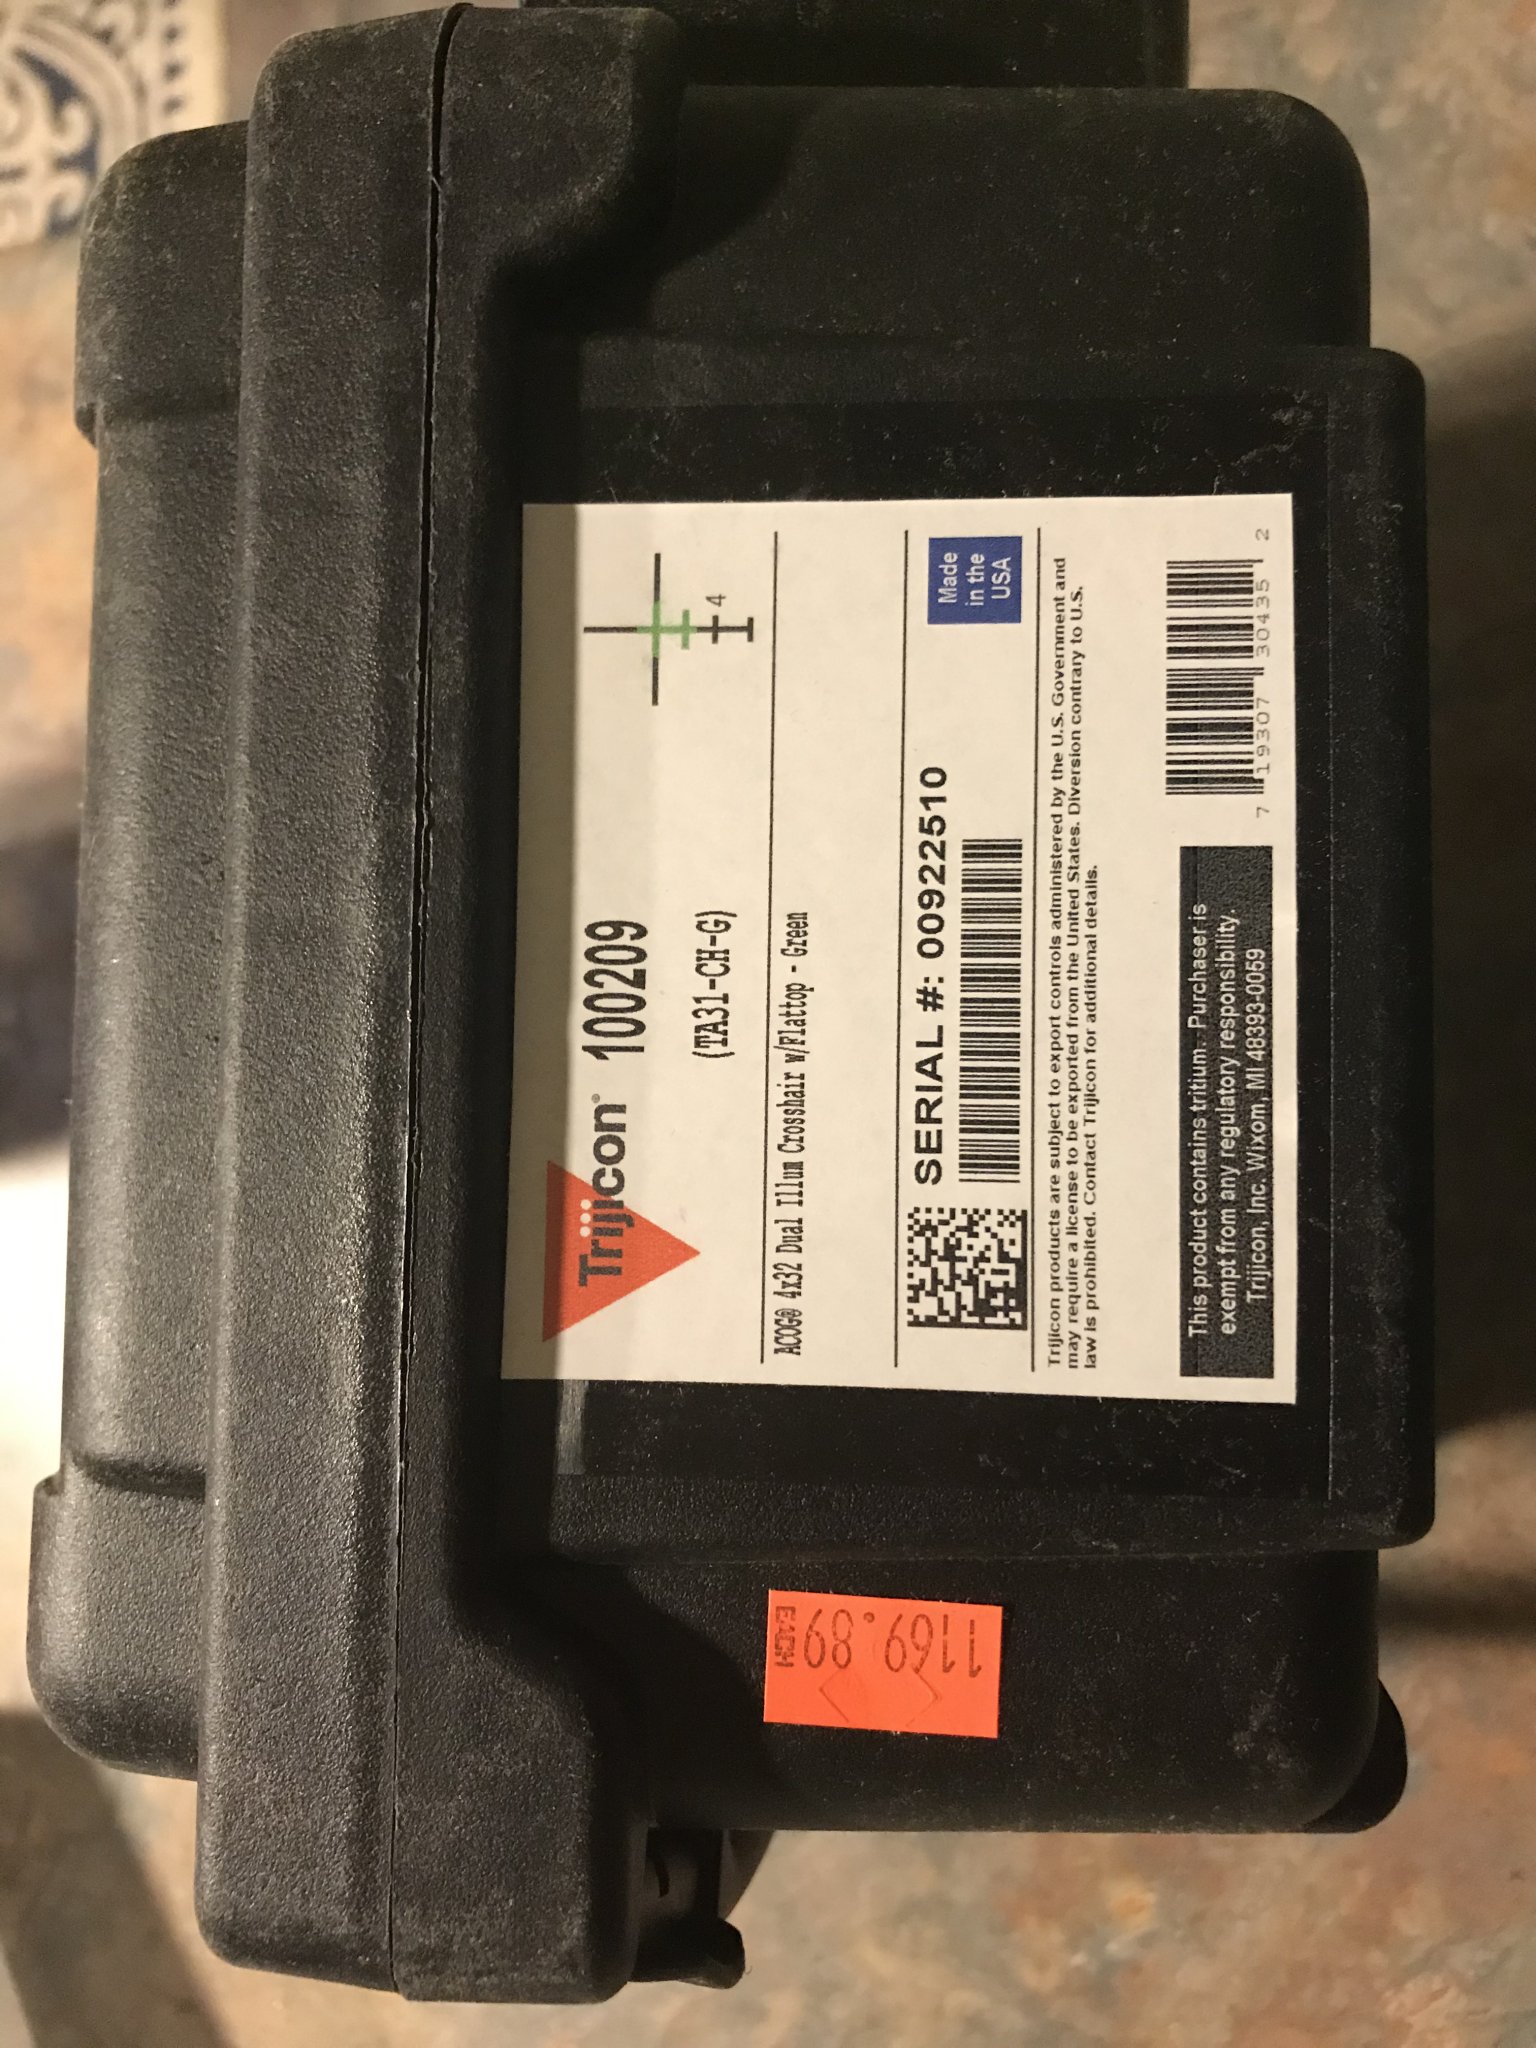 Trijicon® 100209
(TA31-CH-G)
4
ACOG® 4x32 Dual Illum Crosshair w/Flattop - Green
SERIAL #: 00922510
Made
in the
USA
Trijicon products are subject to export controls administered by the U.S. Government and
may require a license to be exported from the United States. Diversion contrary to U.S.
law is prohibited. Contact Trijicon for additional details.
This product contains tritium. Purchaser is
exempt from any regulatory responsibility.
Trijicon, Inc. Wixom, MI 48393-0059
7 19307 30435 2
1169.89
EACH